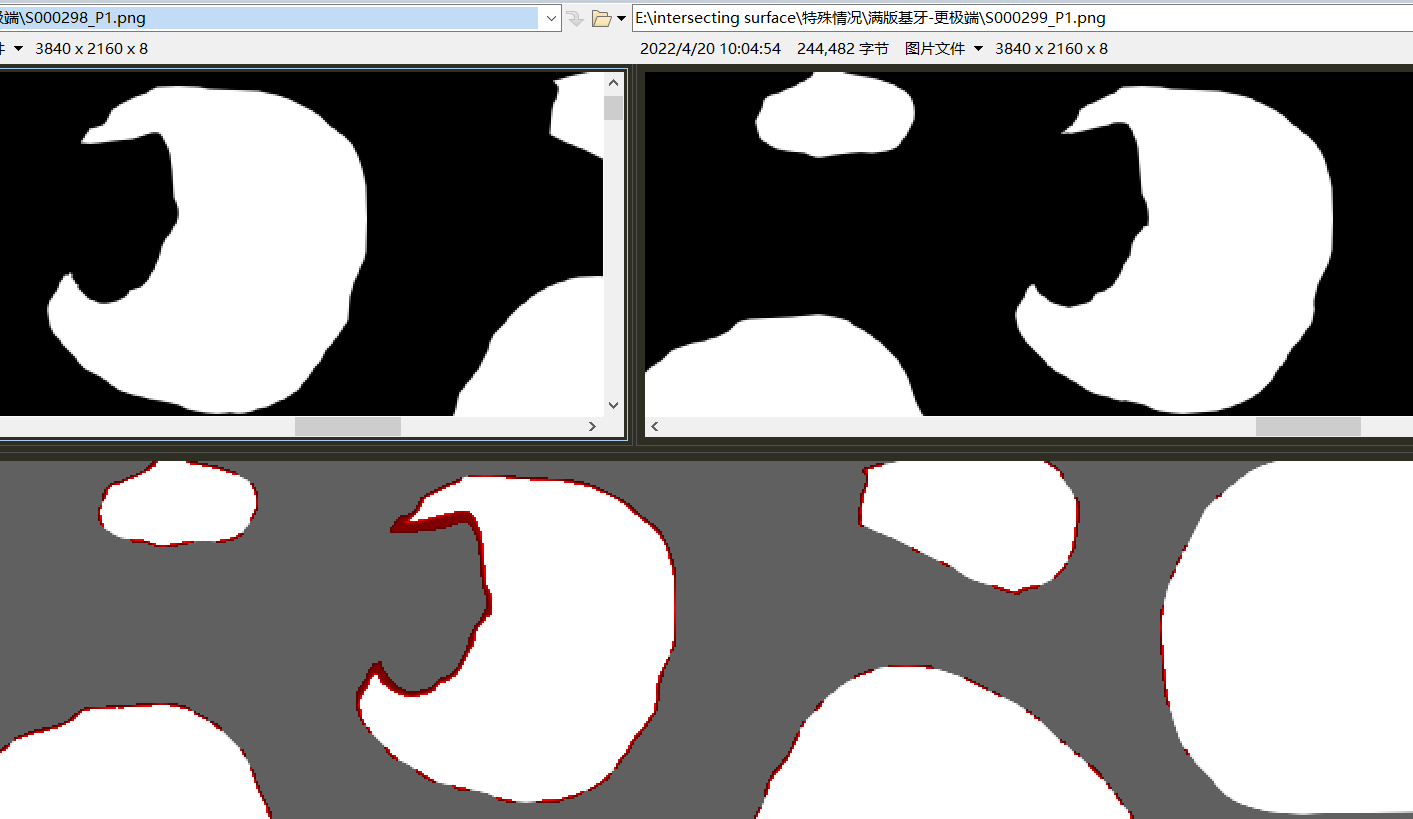 端\S000298_P1.png
E:\intersecting surface\特殊情况\满版基牙-更极端\S000299_P1.png
3840 x 2160 x 8
2022/4/20 10:04:54 244,482 字节 图片文件 3840 x 2160 x 8